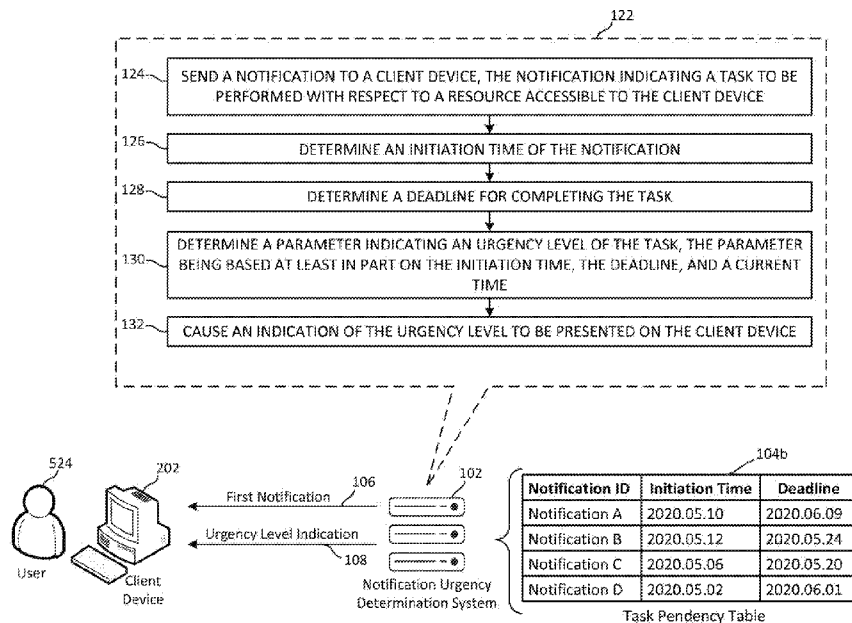 122
124
SEND A NOTIFICATION TO A CLIENT DEVICE, THE NOTIFICATION INDICATING A TASK TO BE
PERFORMED WITH RESPECT TO A RESOURCE ACCESSIBLE TO THE CLIENT DEVICE
126
DETERMINE AN INITIATION TIME OF THE NOTIFICATION
128
DETERMINE A DEADLINE FOR COMPLETING THE TASK
130
DETERMINE A PARAMETER INDICATING AN URGENCY LEVEL OF THE TASK, THE PARAMETER
BEING BASED AT LEAST IN PART ON THE INITIATION TIME, THE DEADLINE, AND A CURRENT
TIME
132
CAUSE AN INDICATION OF THE URGENCY LEVEL TO BE PRESENTED ON THE CLIENT DEVICE
524
202
102
104b
First Notification
106
Urgency Level Indication
108
User
Client
Device
Notification Urgency
Determination System
Notification ID Initiation Time Deadline
Notification A 2020.05.10 2020.06.09
Notification B 2020.05.12 2020.05.24
Notification C 2020.05.06 2020.05.20
Notification D 2020.05.02 2020.06.01
Task Pendency Table